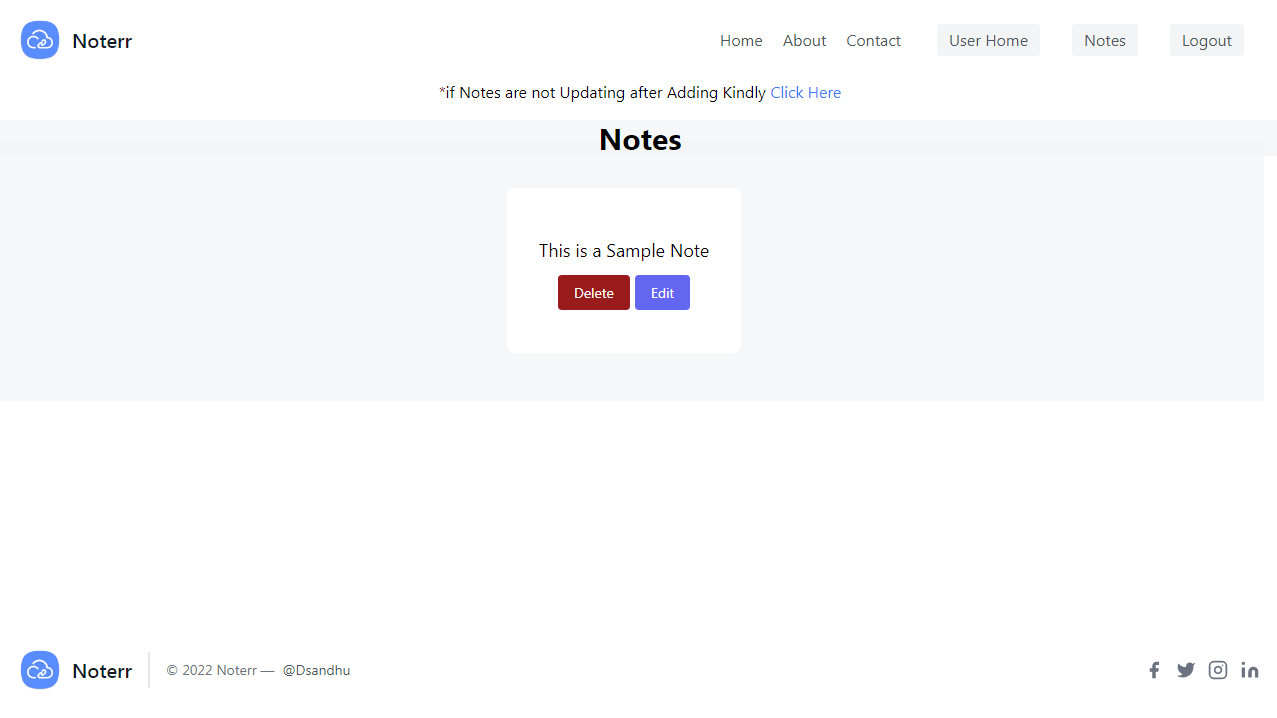 Noterr
Home About Contact User Home Notes Logout
*if Notes are not Updating after Adding Kindly Click Here
Notes
This is a Sample Note
Delete Edit
Noterr © 2022 Noterr — @Dsandhu